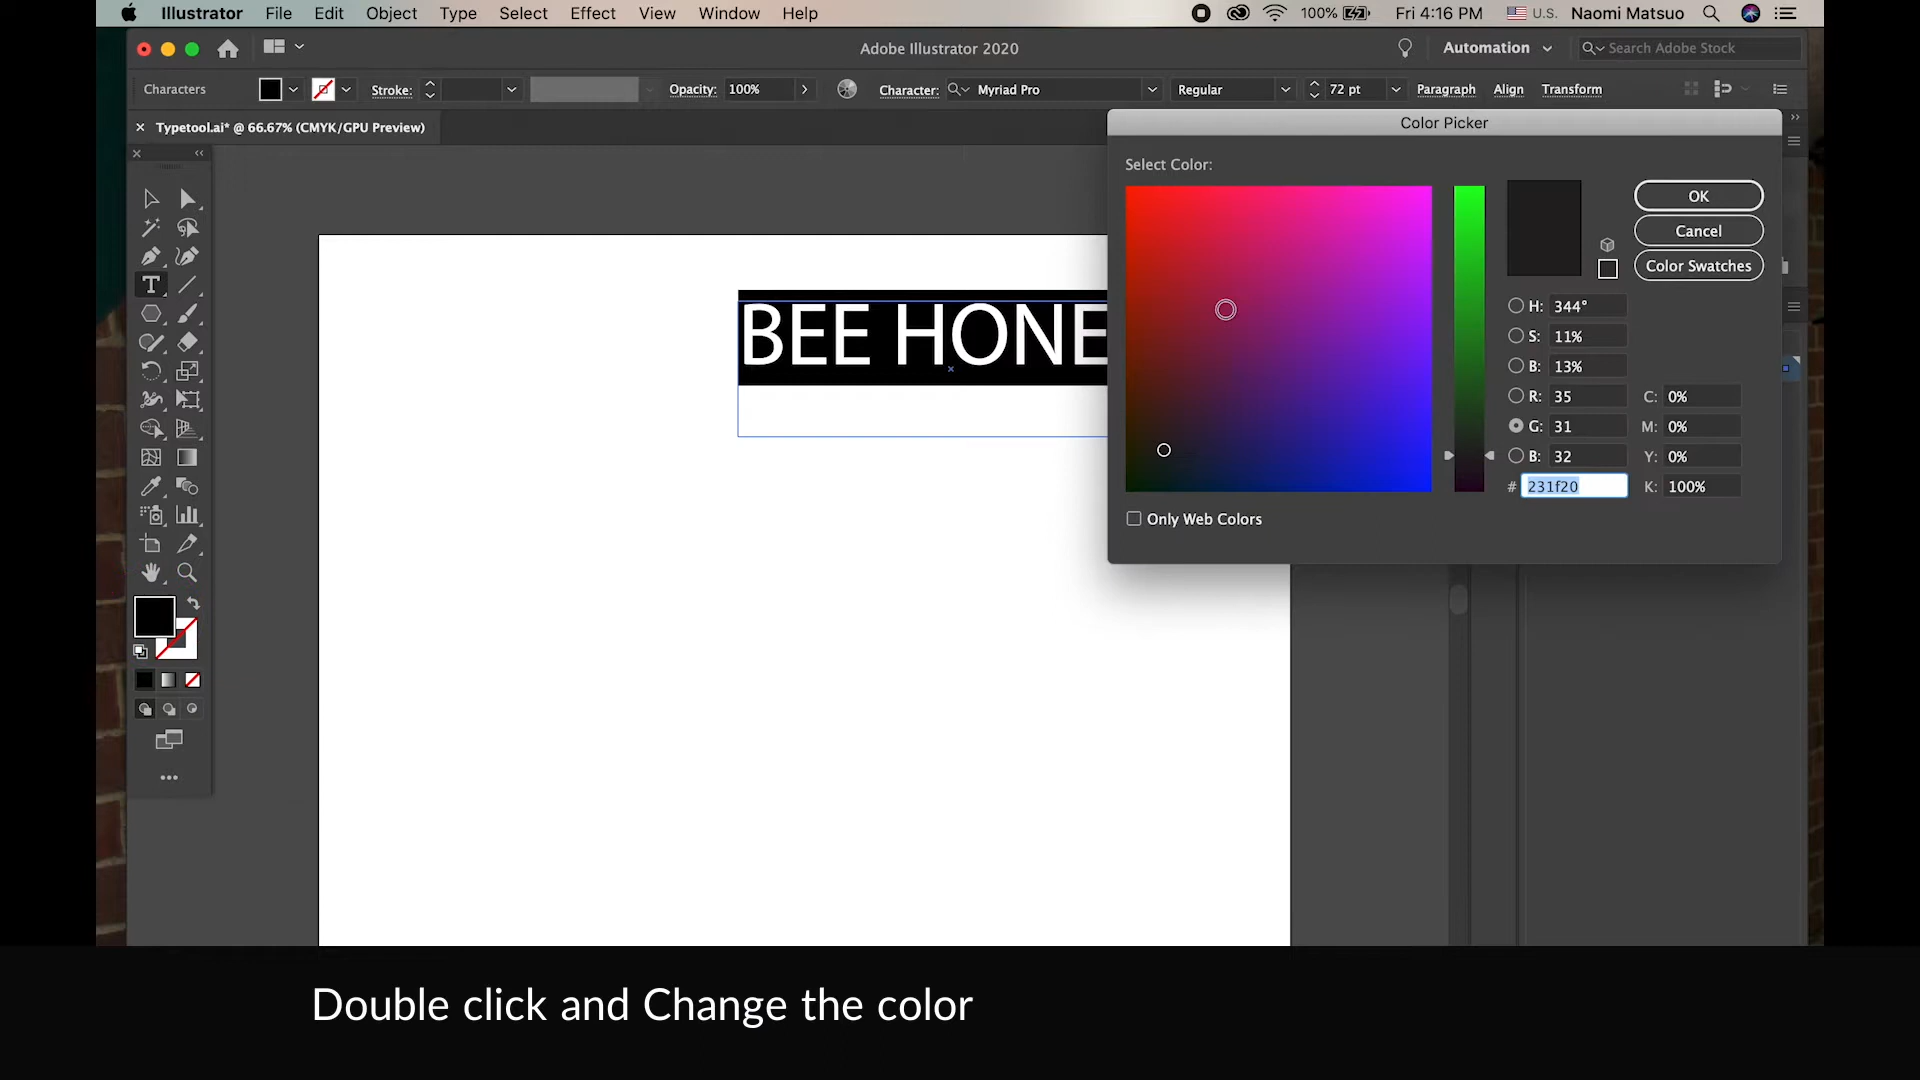 Illustrator File Edit Object Type Select Effect View Window Help 100% Fri 4:16 PM U.S. Naomi Matsuo
Adobe Illustrator 2020 Automation Search Adobe Stock
Characters Stroke: Opacity: 100% Character: Myriad Pro Regular 72 pt Paragraph Align Transform
Typetool.ai* @ 66.67% (CMYK/GPU Preview)
Color Picker
Select Color:
OK
Cancel
Color Swatches
H: 344°
S: 11%
B: 13%
R: 35 C: 0%
G: 31 M: 0%
B: 32 Y: 0%
# 231f20 K: 100%
Only Web Colors
BEE HONE
T
Double click and Change the color